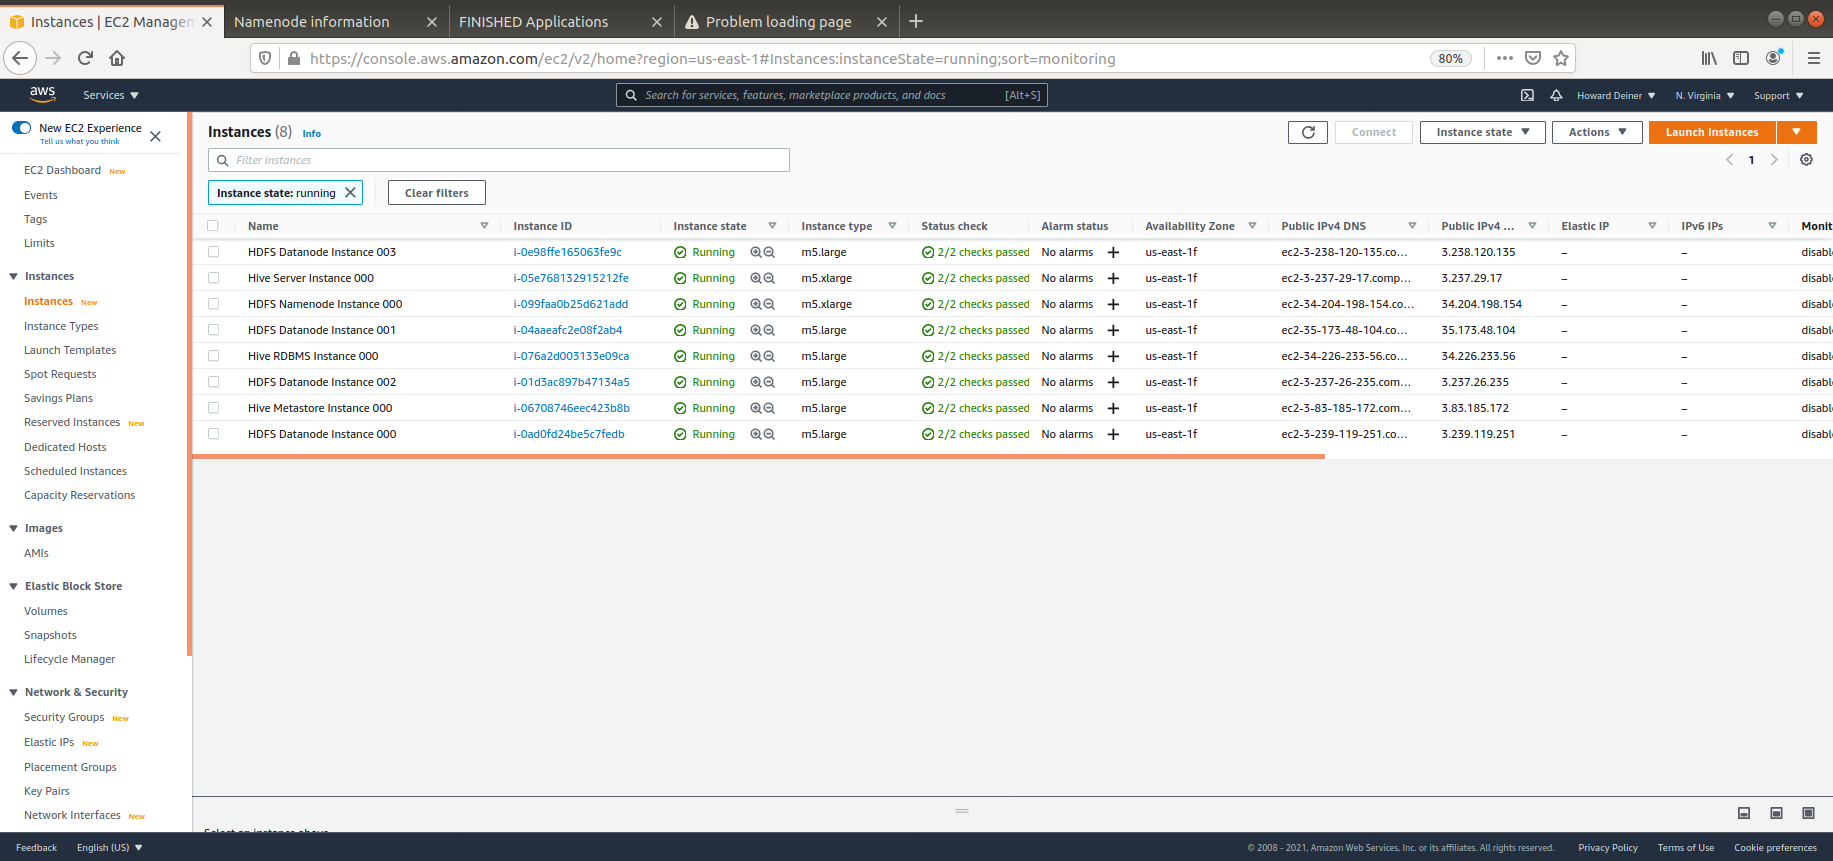 Instances | EC2 Managem
Namenode information
FINISHED Applications
Problem loading page
https://console.aws.amazon.com/ec2/v2/home?region=us-east-1#Instances:instanceState=running;sort=monitoring
80%
aws
Services
Search for services, features, marketplace products, and docs [Alt+S]
Howard Deiner
N. Virginia
Support
New EC2 Experience
Tell us what you think
EC2 Dashboard New
Events
Tags
Limits
Instances
Instances New
Instance Types
Launch Templates
Spot Requests
Savings Plans
Reserved Instances New
Dedicated Hosts
Scheduled Instances
Capacity Reservations
Images
AMIs
Elastic Block Store
Volumes
Snapshots
Lifecycle Manager
Network & Security
Security Groups New
Elastic IPs New
Placement Groups
Key Pairs
Network Interfaces New
Instances (8) Info
Connect
Instance state
Actions
Launch instances
Filter instances
1
Instance state: running
Clear filters
Name Instance ID Instance state Instance type Status check Alarm status Availability Zone Public IPv4 DNS Public IPv4 ... Elastic IP IPv6 IPs Monit
HDFS Datanode Instance 003 i-0e98ffe165063fe9c Running m5.large 2/2 checks passed No alarms us-east-1f ec2-3-238-120-135.co... 3.238.120.135 – – disabl
Hive Server Instance 000 i-05e768132915212fe Running m5.xlarge 2/2 checks passed No alarms us-east-1f ec2-3-237-29-17.comp... 3.237.29.17 – – disabl
HDFS Namenode Instance 000 i-099faa0b25d621add Running m5.xlarge 2/2 checks passed No alarms us-east-1f ec2-34-204-198-154.co... 34.204.198.154 – – disabl
HDFS Datanode Instance 001 i-04aaeafc2e08f2ab4 Running m5.large 2/2 checks passed No alarms us-east-1f ec2-35-173-48-104.co... 35.173.48.104 – – disabl
Hive RDBMS Instance 000 i-076a2d003133e09ca Running m5.large 2/2 checks passed No alarms us-east-1f ec2-34-226-233-56.co... 34.226.233.56 – – disabl
HDFS Datanode Instance 002 i-01d3ac897b47134a5 Running m5.large 2/2 checks passed No alarms us-east-1f ec2-3-237-26-235.com... 3.237.26.235 – – disabl
Hive Metastore Instance 000 i-06708746eec423b8b Running m5.large 2/2 checks passed No alarms us-east-1f ec2-3-83-185-172.com... 3.83.185.172 – – disabl
HDFS Datanode Instance 000 i-0ad0fd24be5c7fedb Running m5.large 2/2 checks passed No alarms us-east-1f ec2-3-239-119-251.co... 3.239.119.251 – – disabl
Select an instance above
Feedback
English (US)
© 2008 - 2021, Amazon Web Services, Inc. or its affiliates. All rights reserved.
Privacy Policy
Terms of Use
Cookie preferences